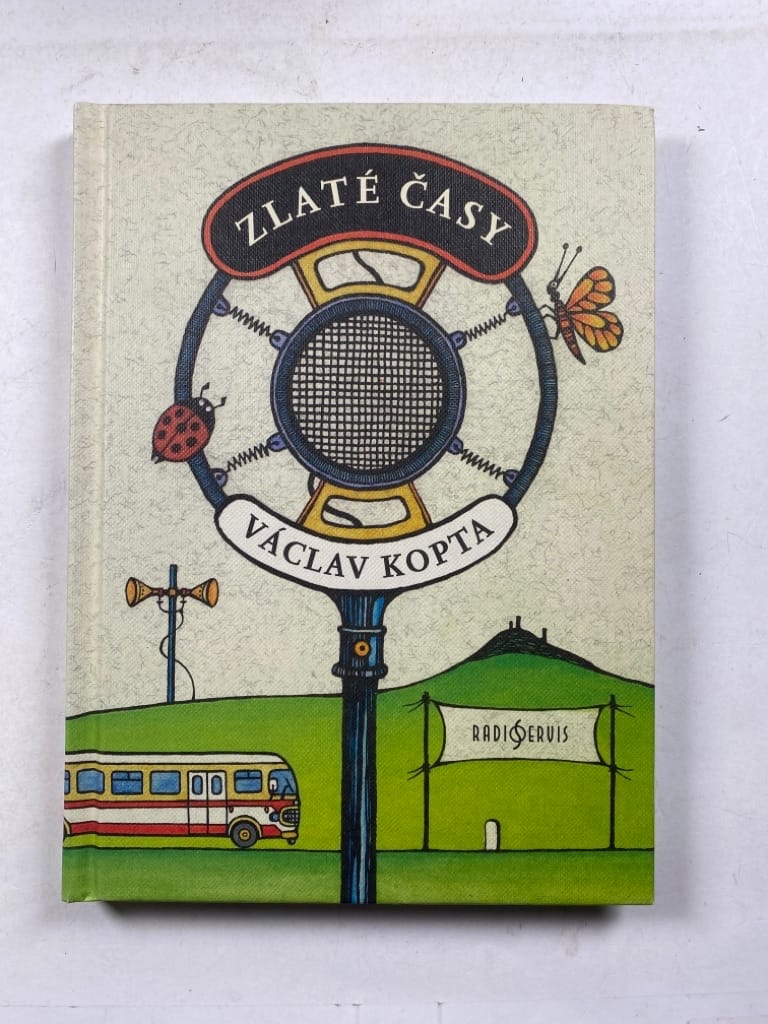 ZLATÉ ČASY
VÁCLAV KOPTA
RADIOSERVIS